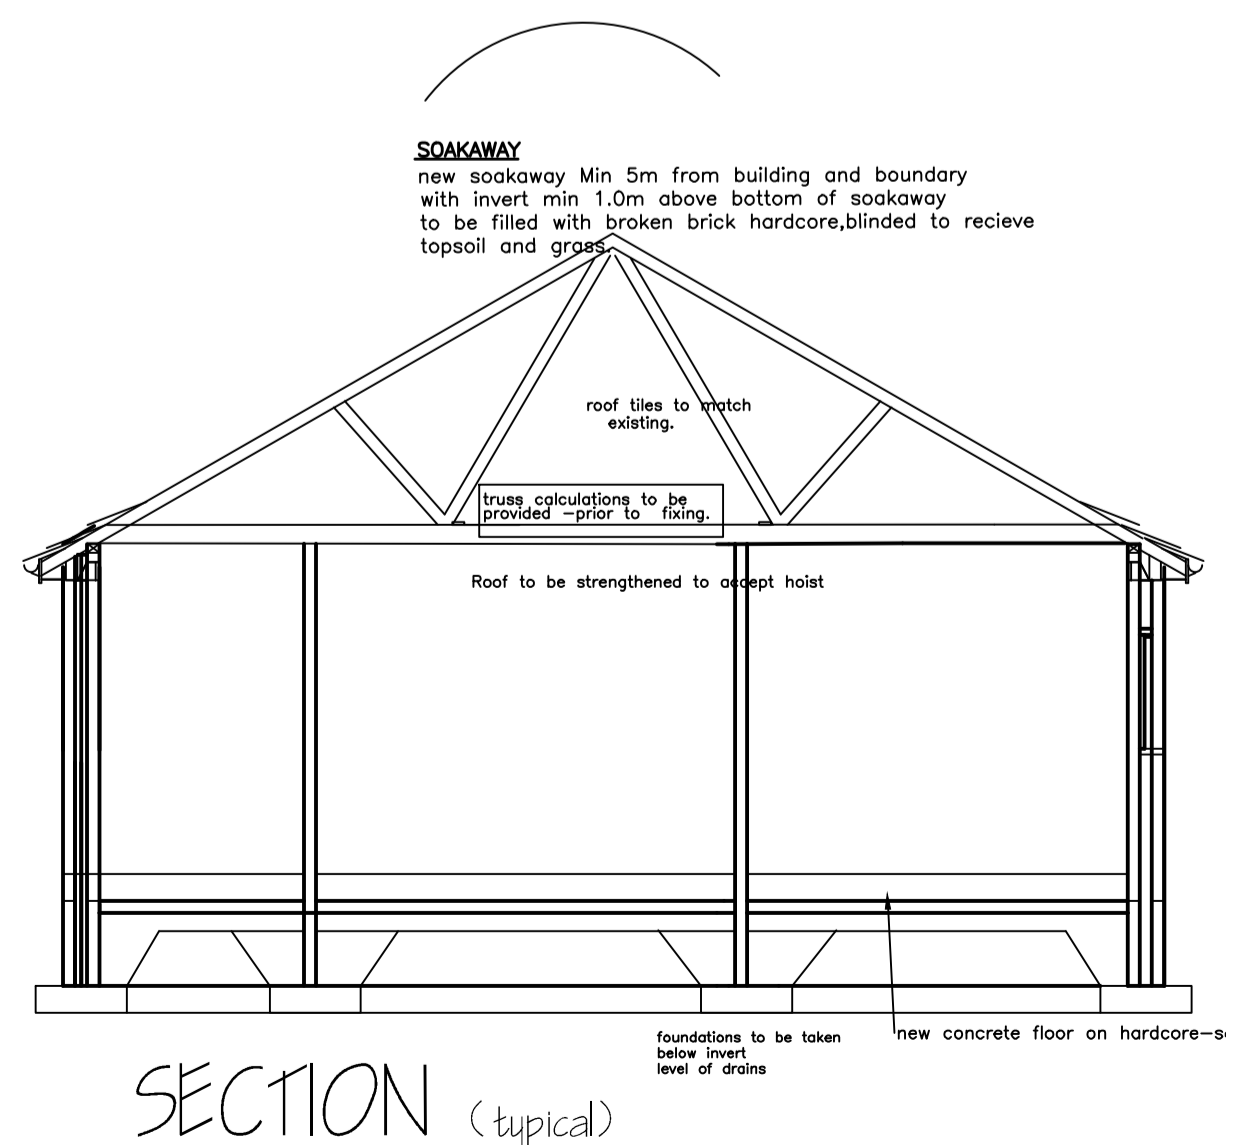 SOAKAWAY
new soakaway Min 5m from building and boundary
with invert min 1.0m above bottom of soakaway
to be filled with broken brick hardcore,blinded to recieve
topsoil and grass.
roof tiles to match
existing.
truss calculations to be
provided -prior to fixing.
Roof to be strengthened to accept hoist
new concrete floor on hardcore-s
foundations to be taken
below invert
level of drains
SECTION (typical)